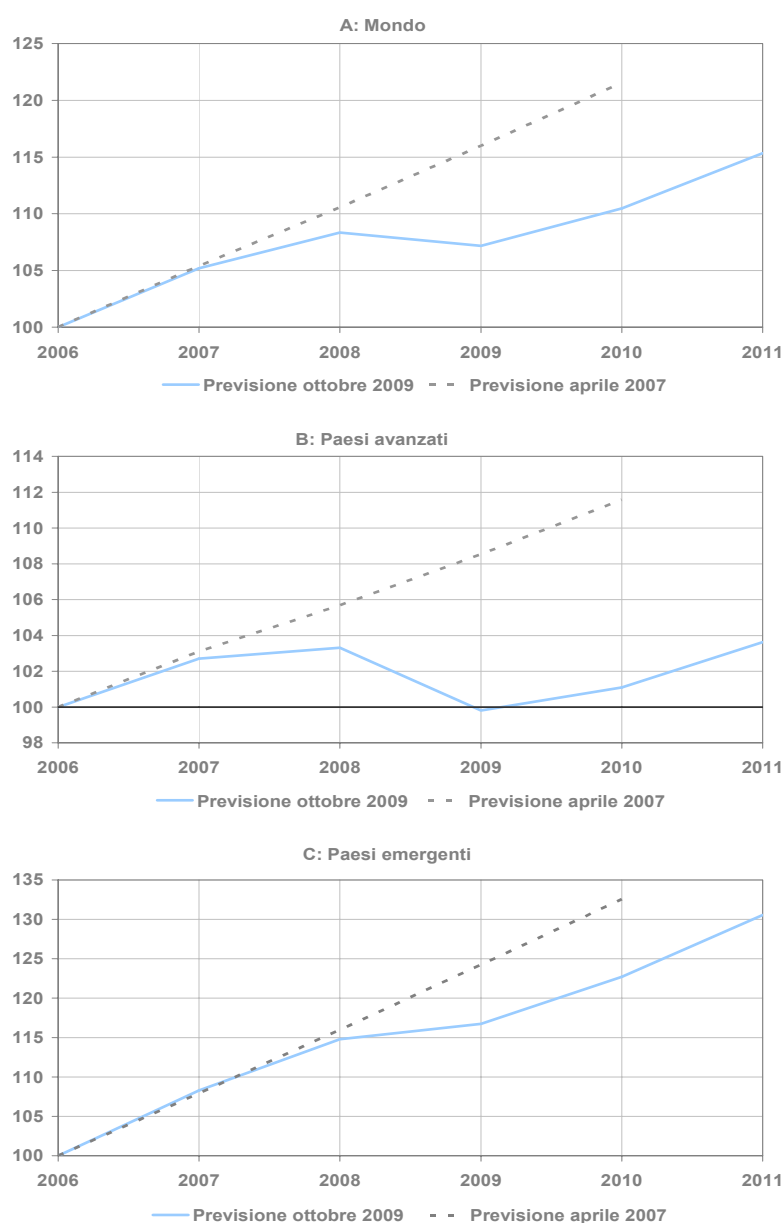 A: Mondo
125
120
115
110
105
100
2006 2007 2008 2009 2010 2011
Previsione ottobre 2009 Previsione aprile 2007
B: Paesi avanzati
114
112
110
108
106
104
102
100
98
2006 2007 2008 2009 2010 2011
Previsione ottobre 2009 Previsione aprile 2007
C: Paesi emergenti
135
130
125
120
115
110
105
100
2006 2007 2008 2009 2010 2011
Previsione ottobre 2009 Previsione aprile 2007